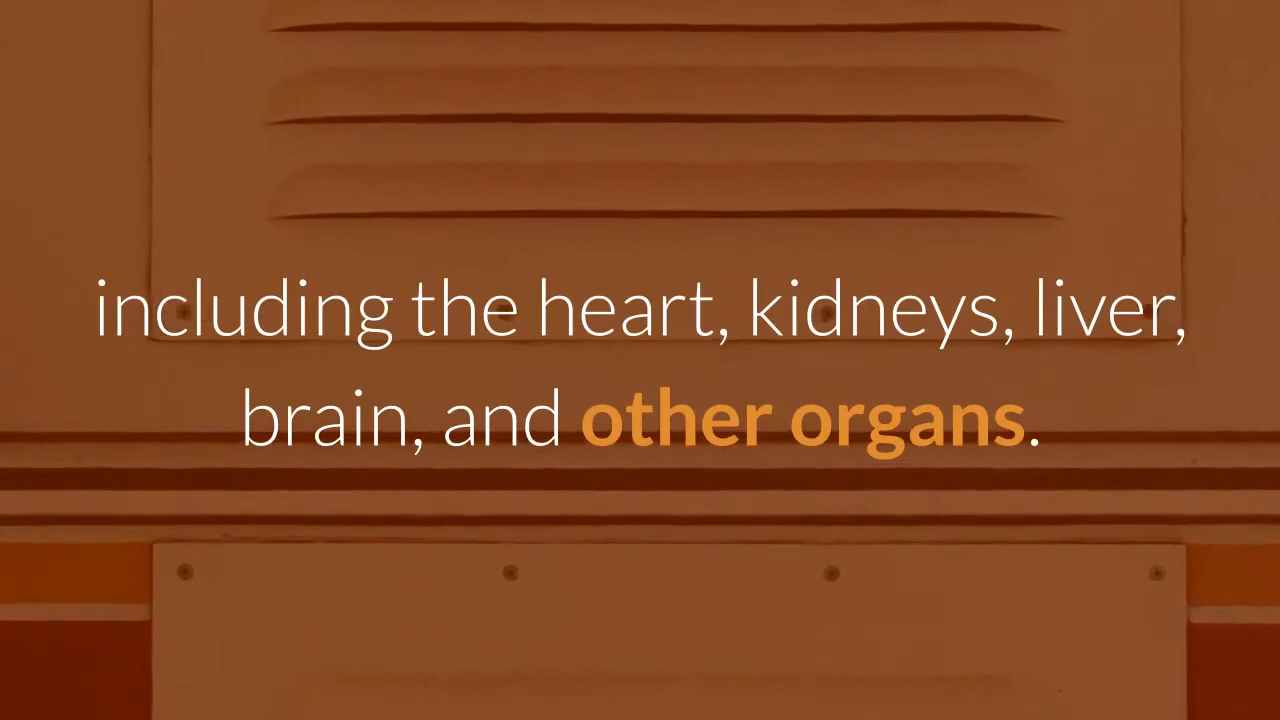 including the heart, kidneys, liver,
brain, and other organs.